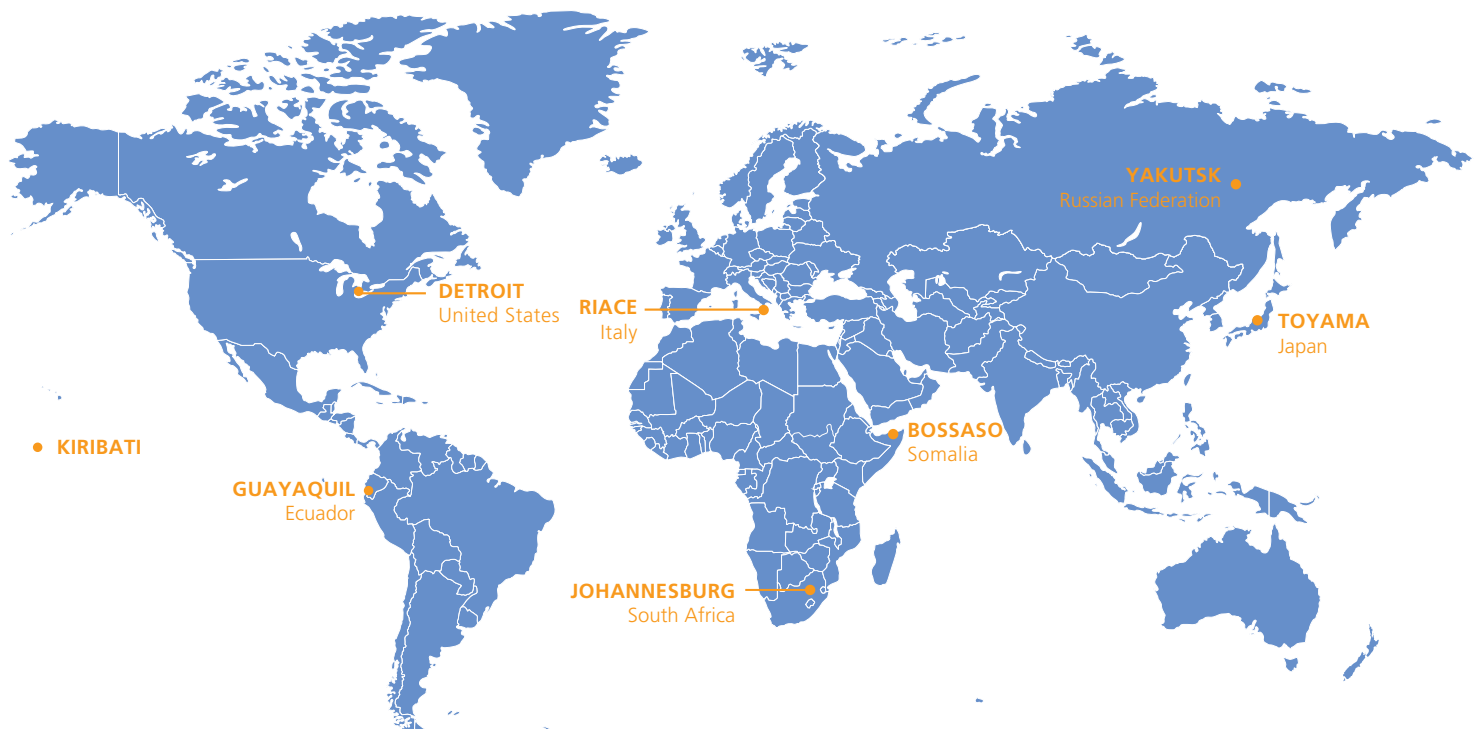 YAKUTSK
Russian Federation
DETROIT
United States
RIACE
Italy
TOYAMA
Japan
KIRIBATI
BOSSASO
Somalia
GUAYAQUIL
Ecuador
JOHANNESBURG
South Africa